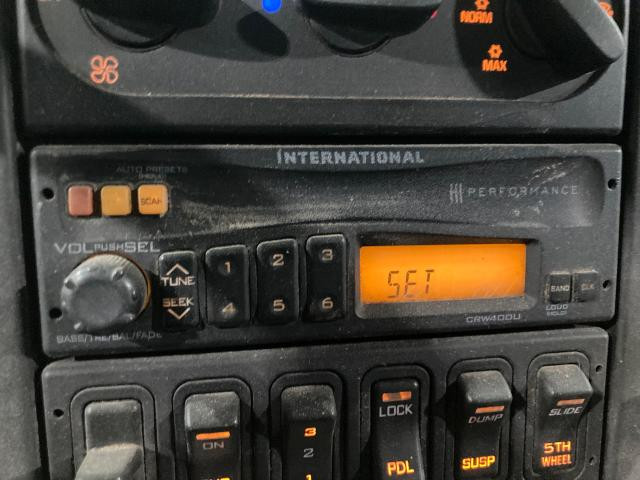 NORM
MAX
INTERNATIONAL
AUTO PRESETS
SCAN
PERFORMANCE
VOL PUSH SEL
TUNE
SEEK
1
2
3
4
5
6
SET
BAND
CLK
LOUD
BASS/TRE/BAL/FADE
LOCK
DUMP
SLIDE
ON
3
2
1
PDL
SUSP
5TH
WHEEL